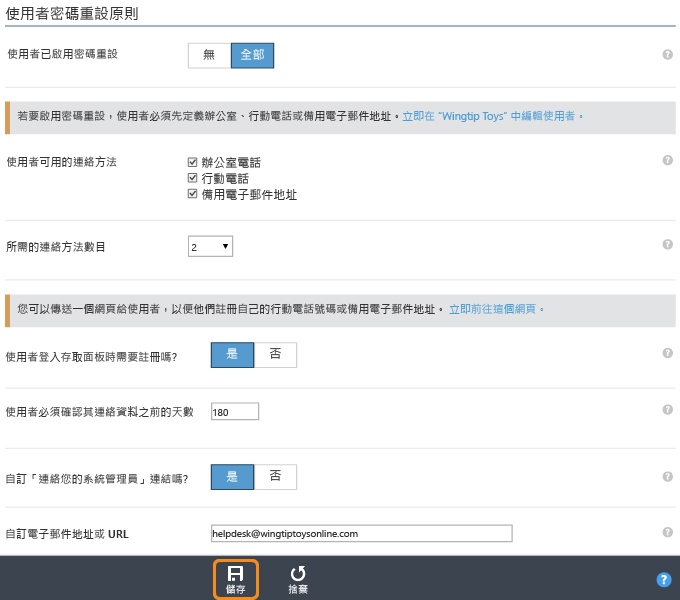 使用者密碼重設原則
使用者已啟用密碼重設
無 全部
若要啟用密碼重設，使用者必須先定義辦公室、行動電話或備用電子郵件地址。立即在 "Wingtip Toys" 中編輯使用者。
使用者可用的連絡方法
辦公室電話
行動電話
備用電子郵件地址
所需的連絡方法數目
2
您可以傳送一個網頁給使用者，以便他們註冊自己的行動電話號碼或備用電子郵件地址。 立即前往這個網頁。
使用者登入存取面板時需要註冊嗎?
是 否
使用者必須確認其連絡資料之前的天數
180
自訂「連絡您的系統管理員」連結嗎?
是 否
自訂電子郵件地址或 URL
helpdesk@wingtiptoysonline.com
儲存 捨棄